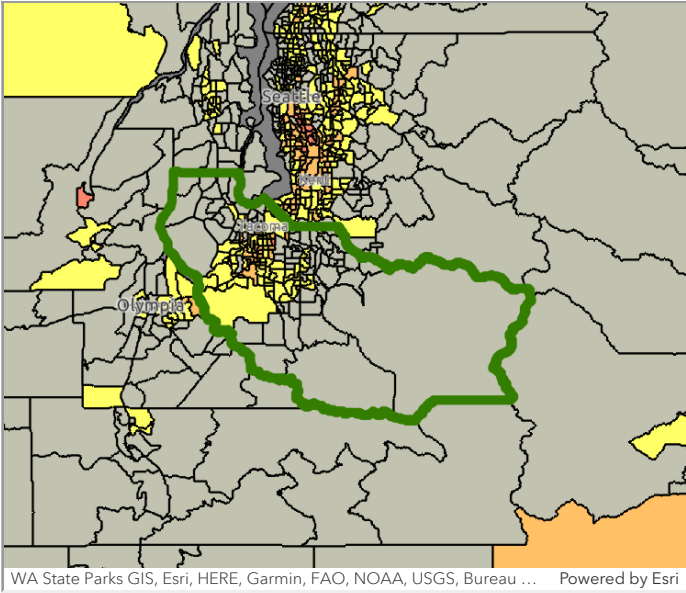 Seattle
Kent
Tacoma
Olympia
WA State Parks GIS, Esri, HERE, Garmin, FAO, NOAA, USGS, Bureau … Powered by Esri